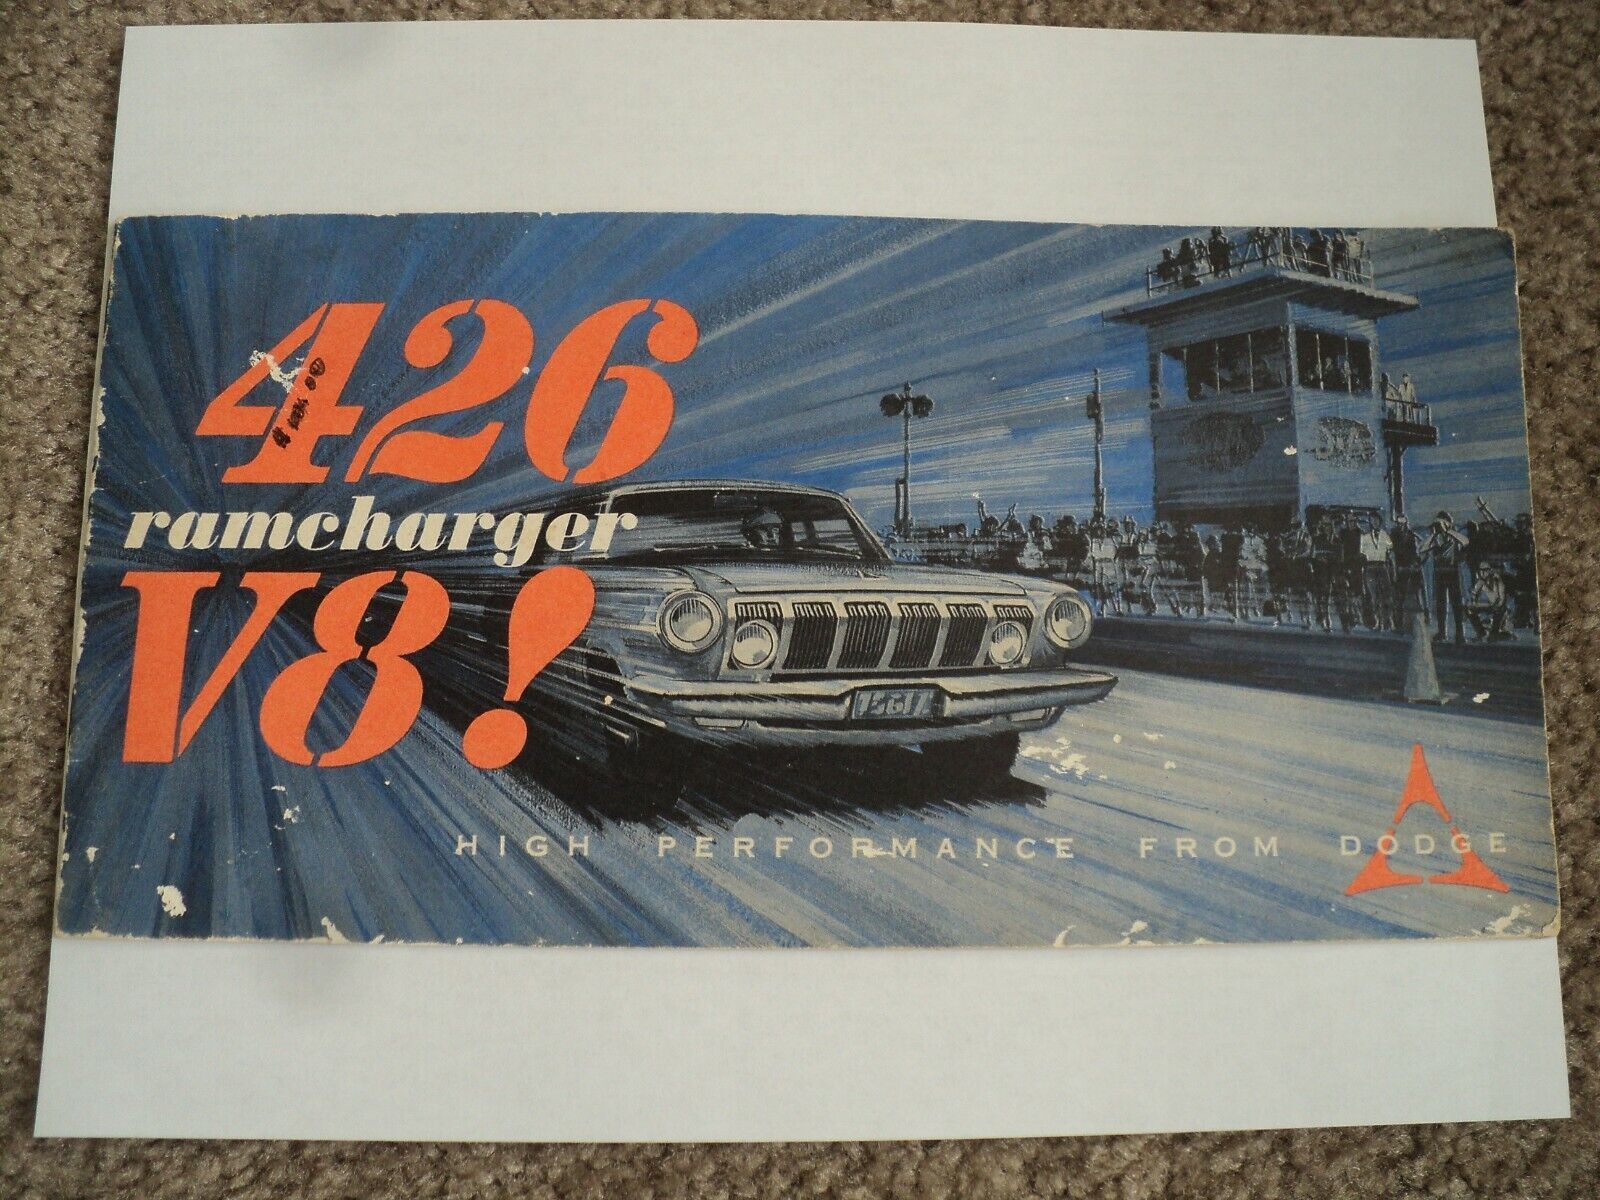 426
ramcharger
V8!
HIGH PERFORMANCE FROM DODGE